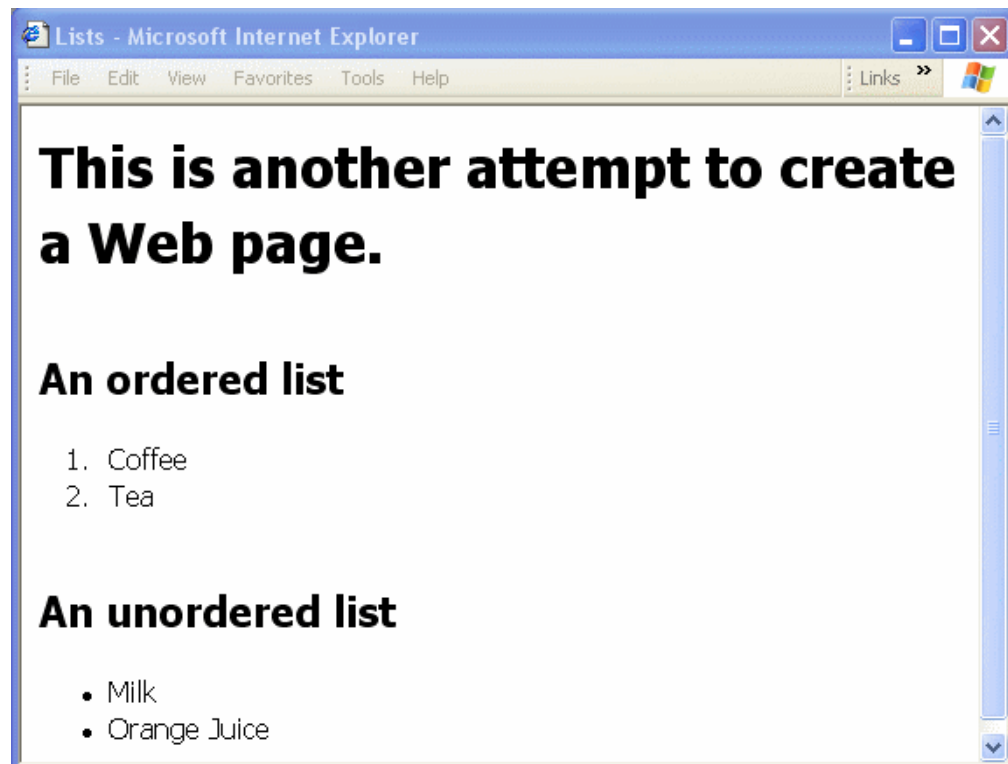 Lists - Microsoft Internet Explorer
File Edit View Favorites Tools Help Links »
This is another attempt to create
a Web page.
An ordered list
1. Coffee
2. Tea
An unordered list
• Milk
• Orange Juice